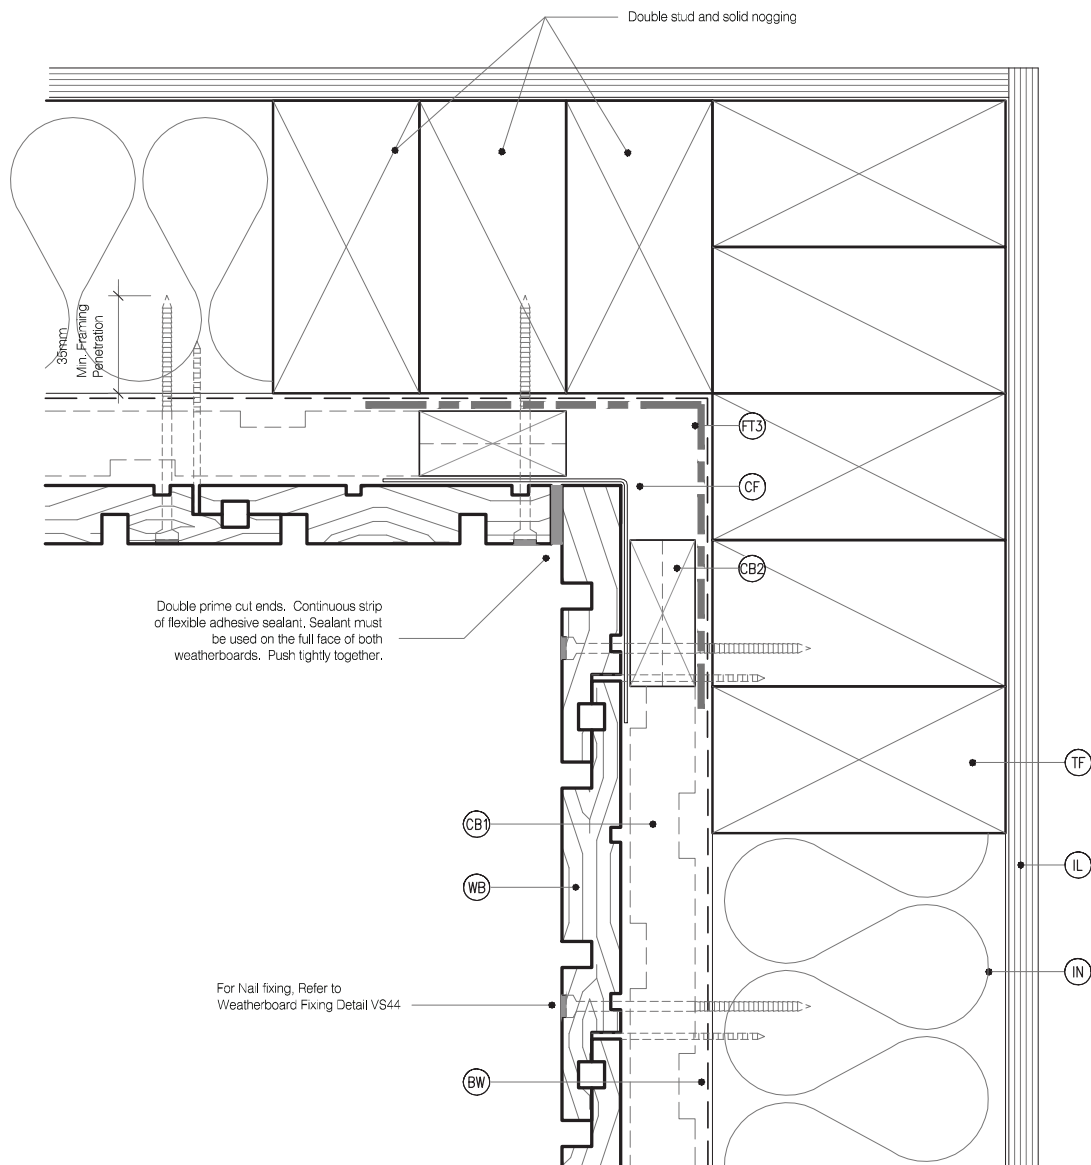 Double stud and solid nogging
35mm
Min. Framing
Penetration
FT3
CF
CB2
Double prime cut ends. Continuous strip
of flexible adhesive sealant. Sealant must
be used on the full face of both
weatherboards. Push tightly together.
TF
CB1
IL
WB
IN
For Nail fixing, Refer to
Weatherboard Fixing Detail VS44
BW